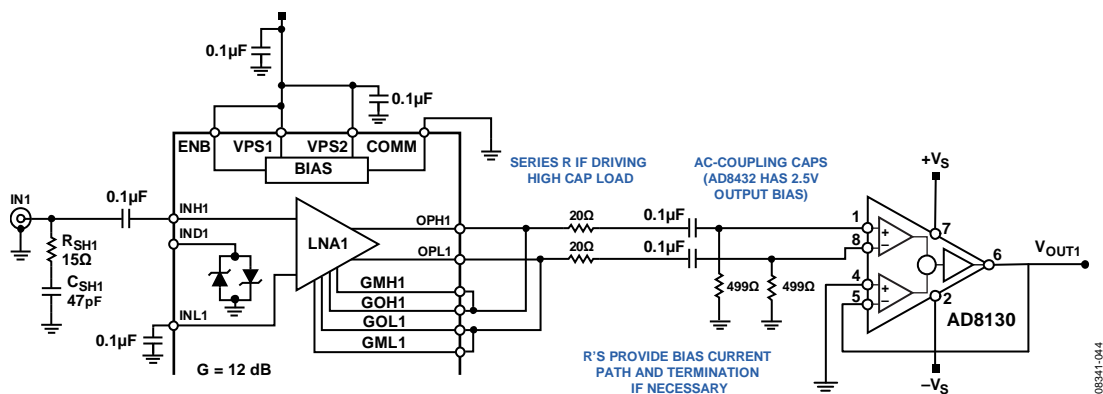 0.1µF
0.1µF
ENB
VPS1
VPS2
COMM
BIAS
SERIES R IF DRIVING
HIGH CAP LOAD
AC-COUPLING CAPS
(AD8432 HAS 2.5V
OUTPUT BIAS)
+VS
IN1
0.1µF
INH1
IND1
INL1
RSH1
15Ω
CSH1
47pF
0.1µF
LNA1
OPH1
OPL1
GMH1
GOH1
GOL1
GML1
G = 12 dB
20Ω
0.1µF
20Ω
0.1µF
499Ω
499Ω
1
8
4
5
7
6
2
VOUT1
AD8130
–VS
R'S PROVIDE BIAS CURRENT
PATH AND TERMINATION
IF NECESSARY
08341-044